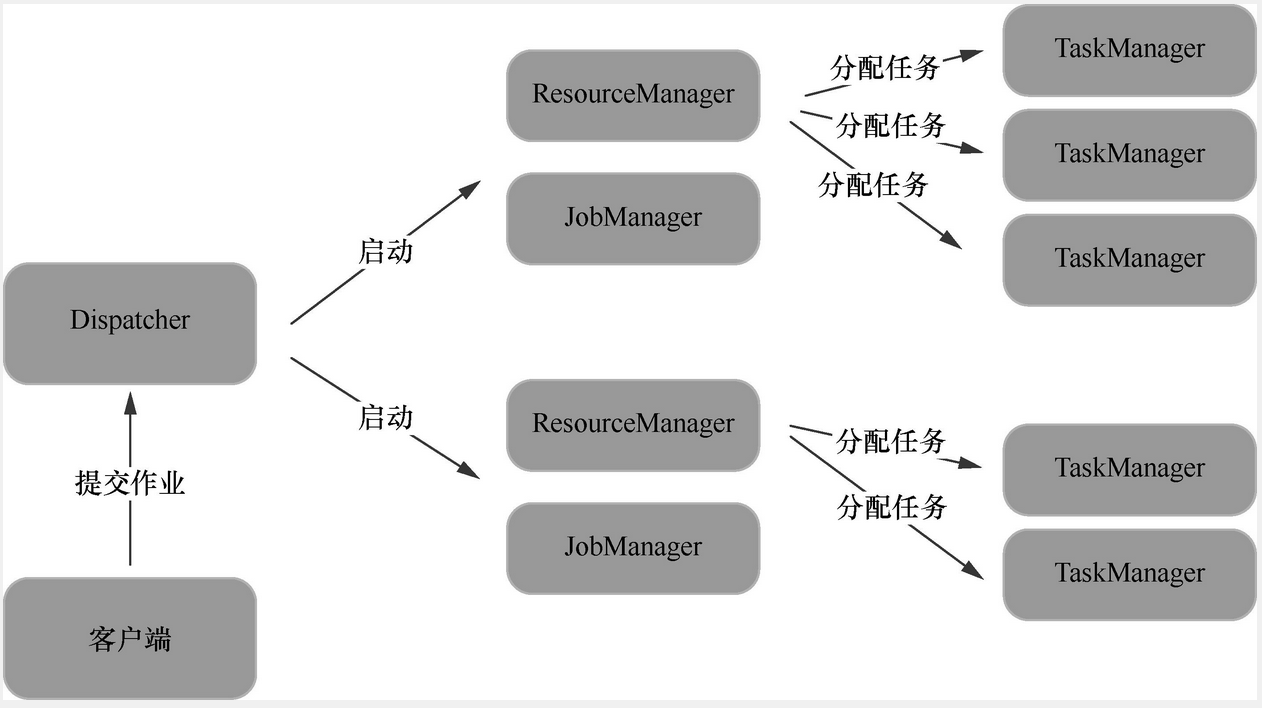 TaskManager
ResourceManager
分配任务
分配任务
TaskManager
分配任务
JobManager
启动
TaskManager
Dispatcher
ResourceManager
启动
分配任务
TaskManager
提交作业
分配任务
JobManager
TaskManager
客户端